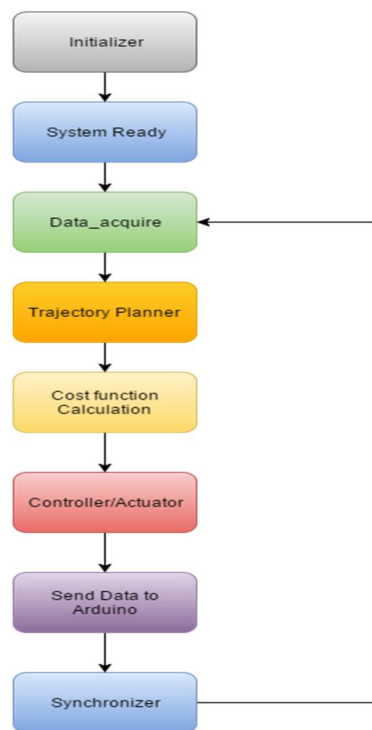 Initializer
System Ready
Data_acquire
Trajectory Planner
Cost function
Calculation
Controller/Actuator
Send Data to
Arduino
Synchronizer